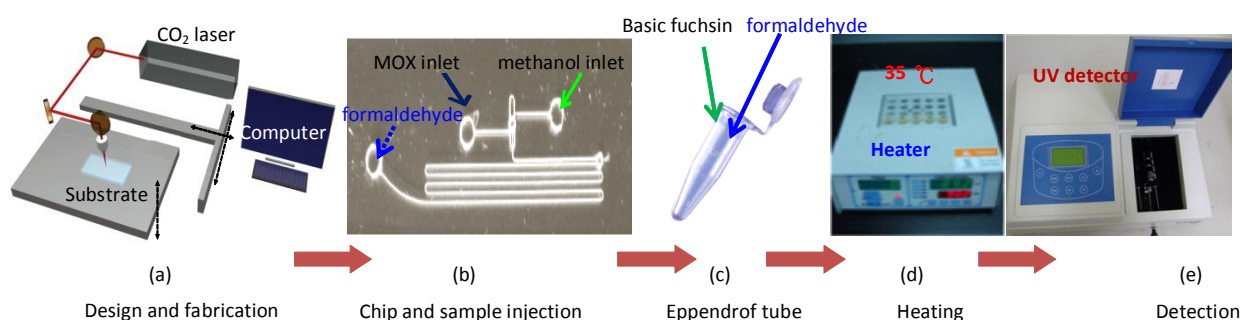 CO2 laser
Computer
Substrate
MOX inlet
methanol inlet
formaldehyde
Basic fuchsin
formaldehyde
35 ℃
Heater
UV detector
(a)
(b)
(c)
(d)
(e)
Design and fabrication
Chip and sample injection
Eppendrof tube
Heating
Detection